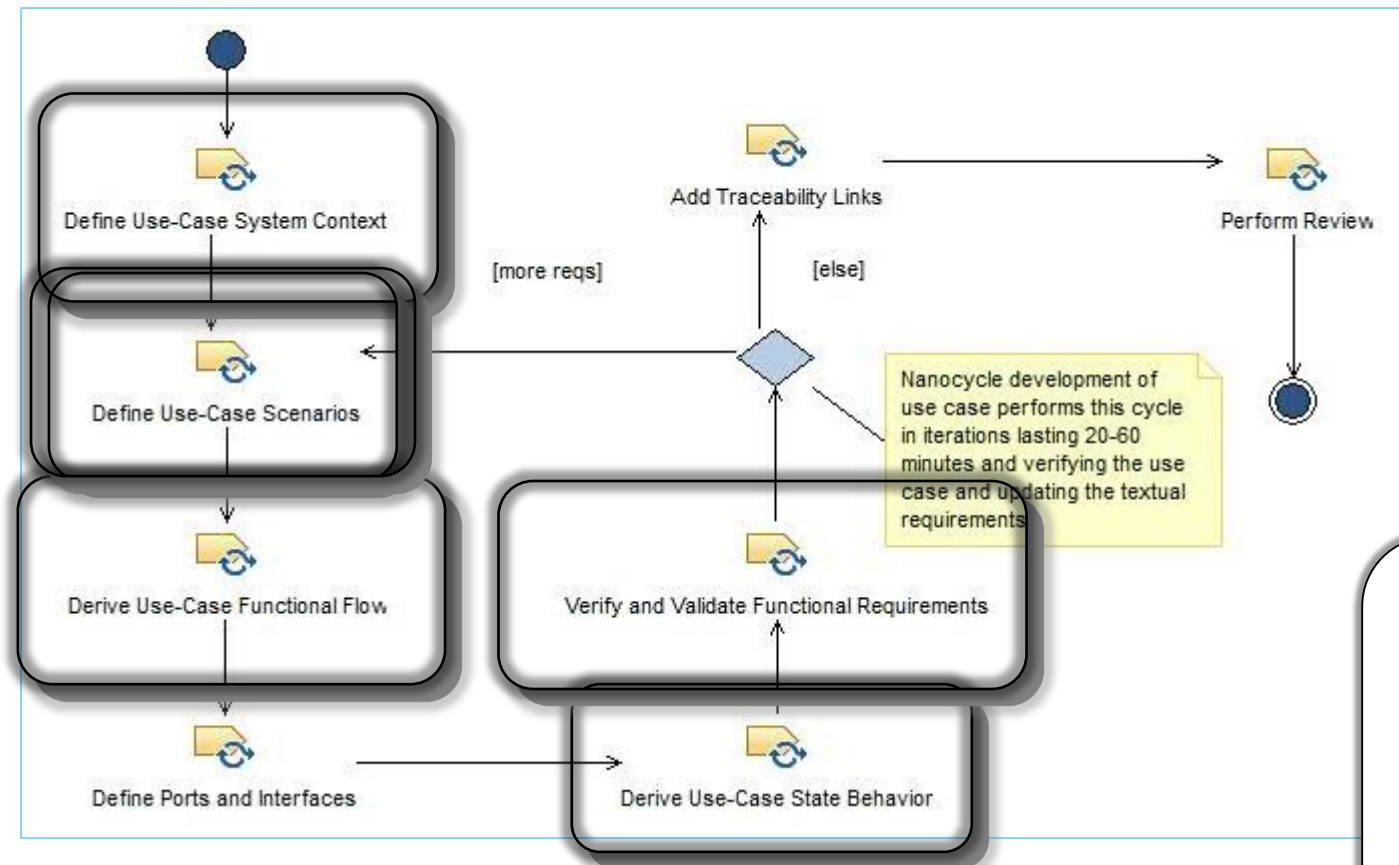 Define Use-Case System Context
Define Use-Case Scenarios
Derive Use-Case Functional Flow
Define Ports and Interfaces
Derive Use-Case State Behavior
Verify and Validate Functional Requirements
[more reqs]
[else]
Add Traceability Links
Perform Review
Nanocycle development of
use case performs this cycle
in iterations lasting 20-60
minutes and verifying the use
case and updating the textual
requirements